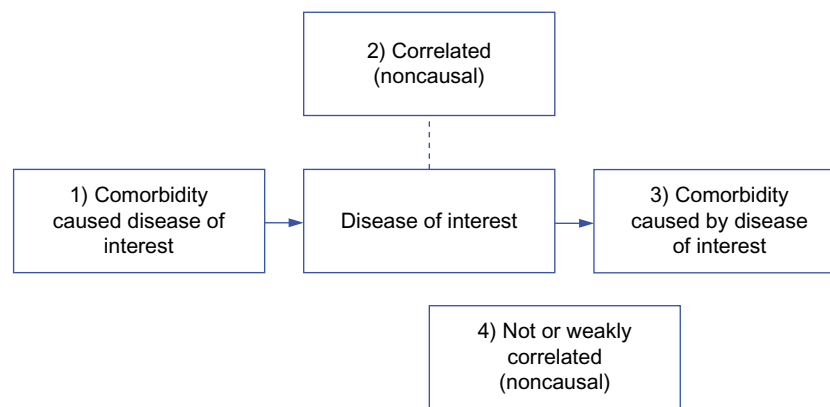 2) Correlated
(noncausal)
1) Comorbidity
caused disease of
interest
Disease of interest
3) Comorbidity
caused by disease
of interest
4) Not or weakly
correlated
(noncausal)